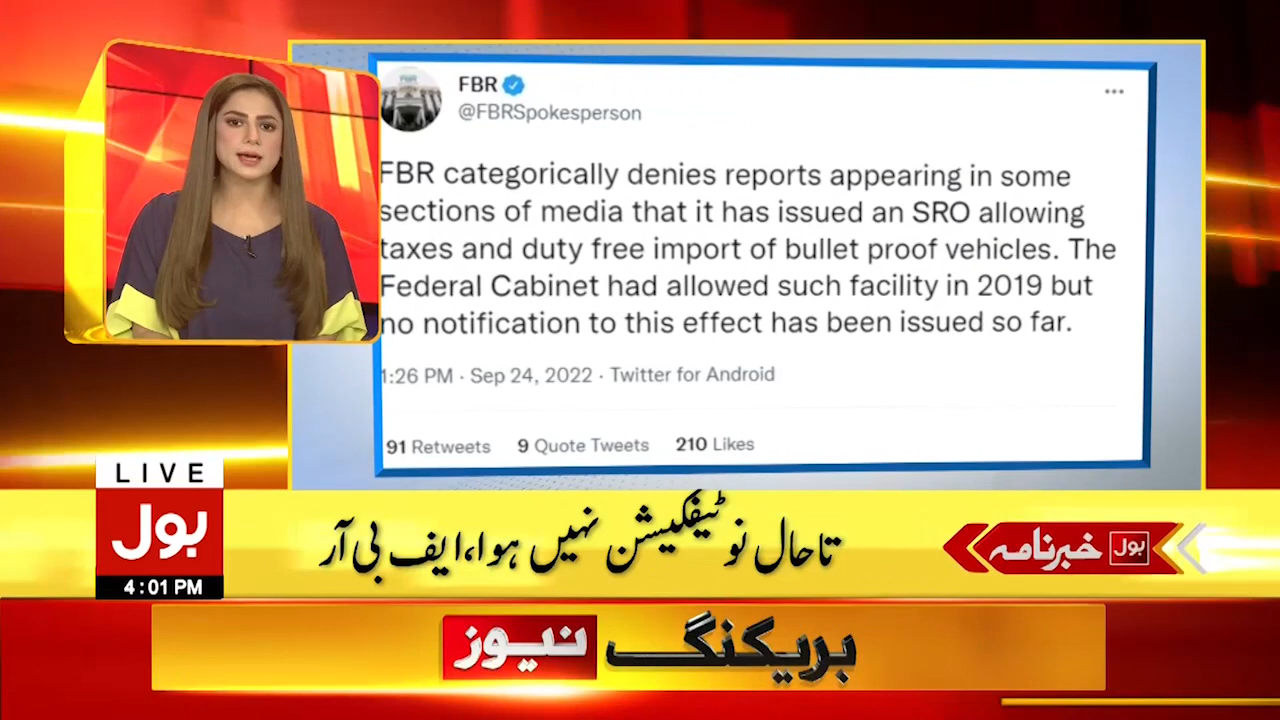 FBR
@FBRSpokesperson
FBR categorically denies reports appearing in some
sections of media that it has issued an SRO allowing
taxes and duty free import of bullet proof vehicles. The
Federal Cabinet had allowed such facility in 2019 but
no notification to this effect has been issued so far.
1:26 PM · Sep 24, 2022 · Twitter for Android
91 Retweets 9 Quote Tweets 210 Likes
LIVE
بول
4:01 PM
تاحال نوٹیفکیشن نہیں ہوا،ایف بی آر
بول خبرنامہ
بریکنگ نیوز